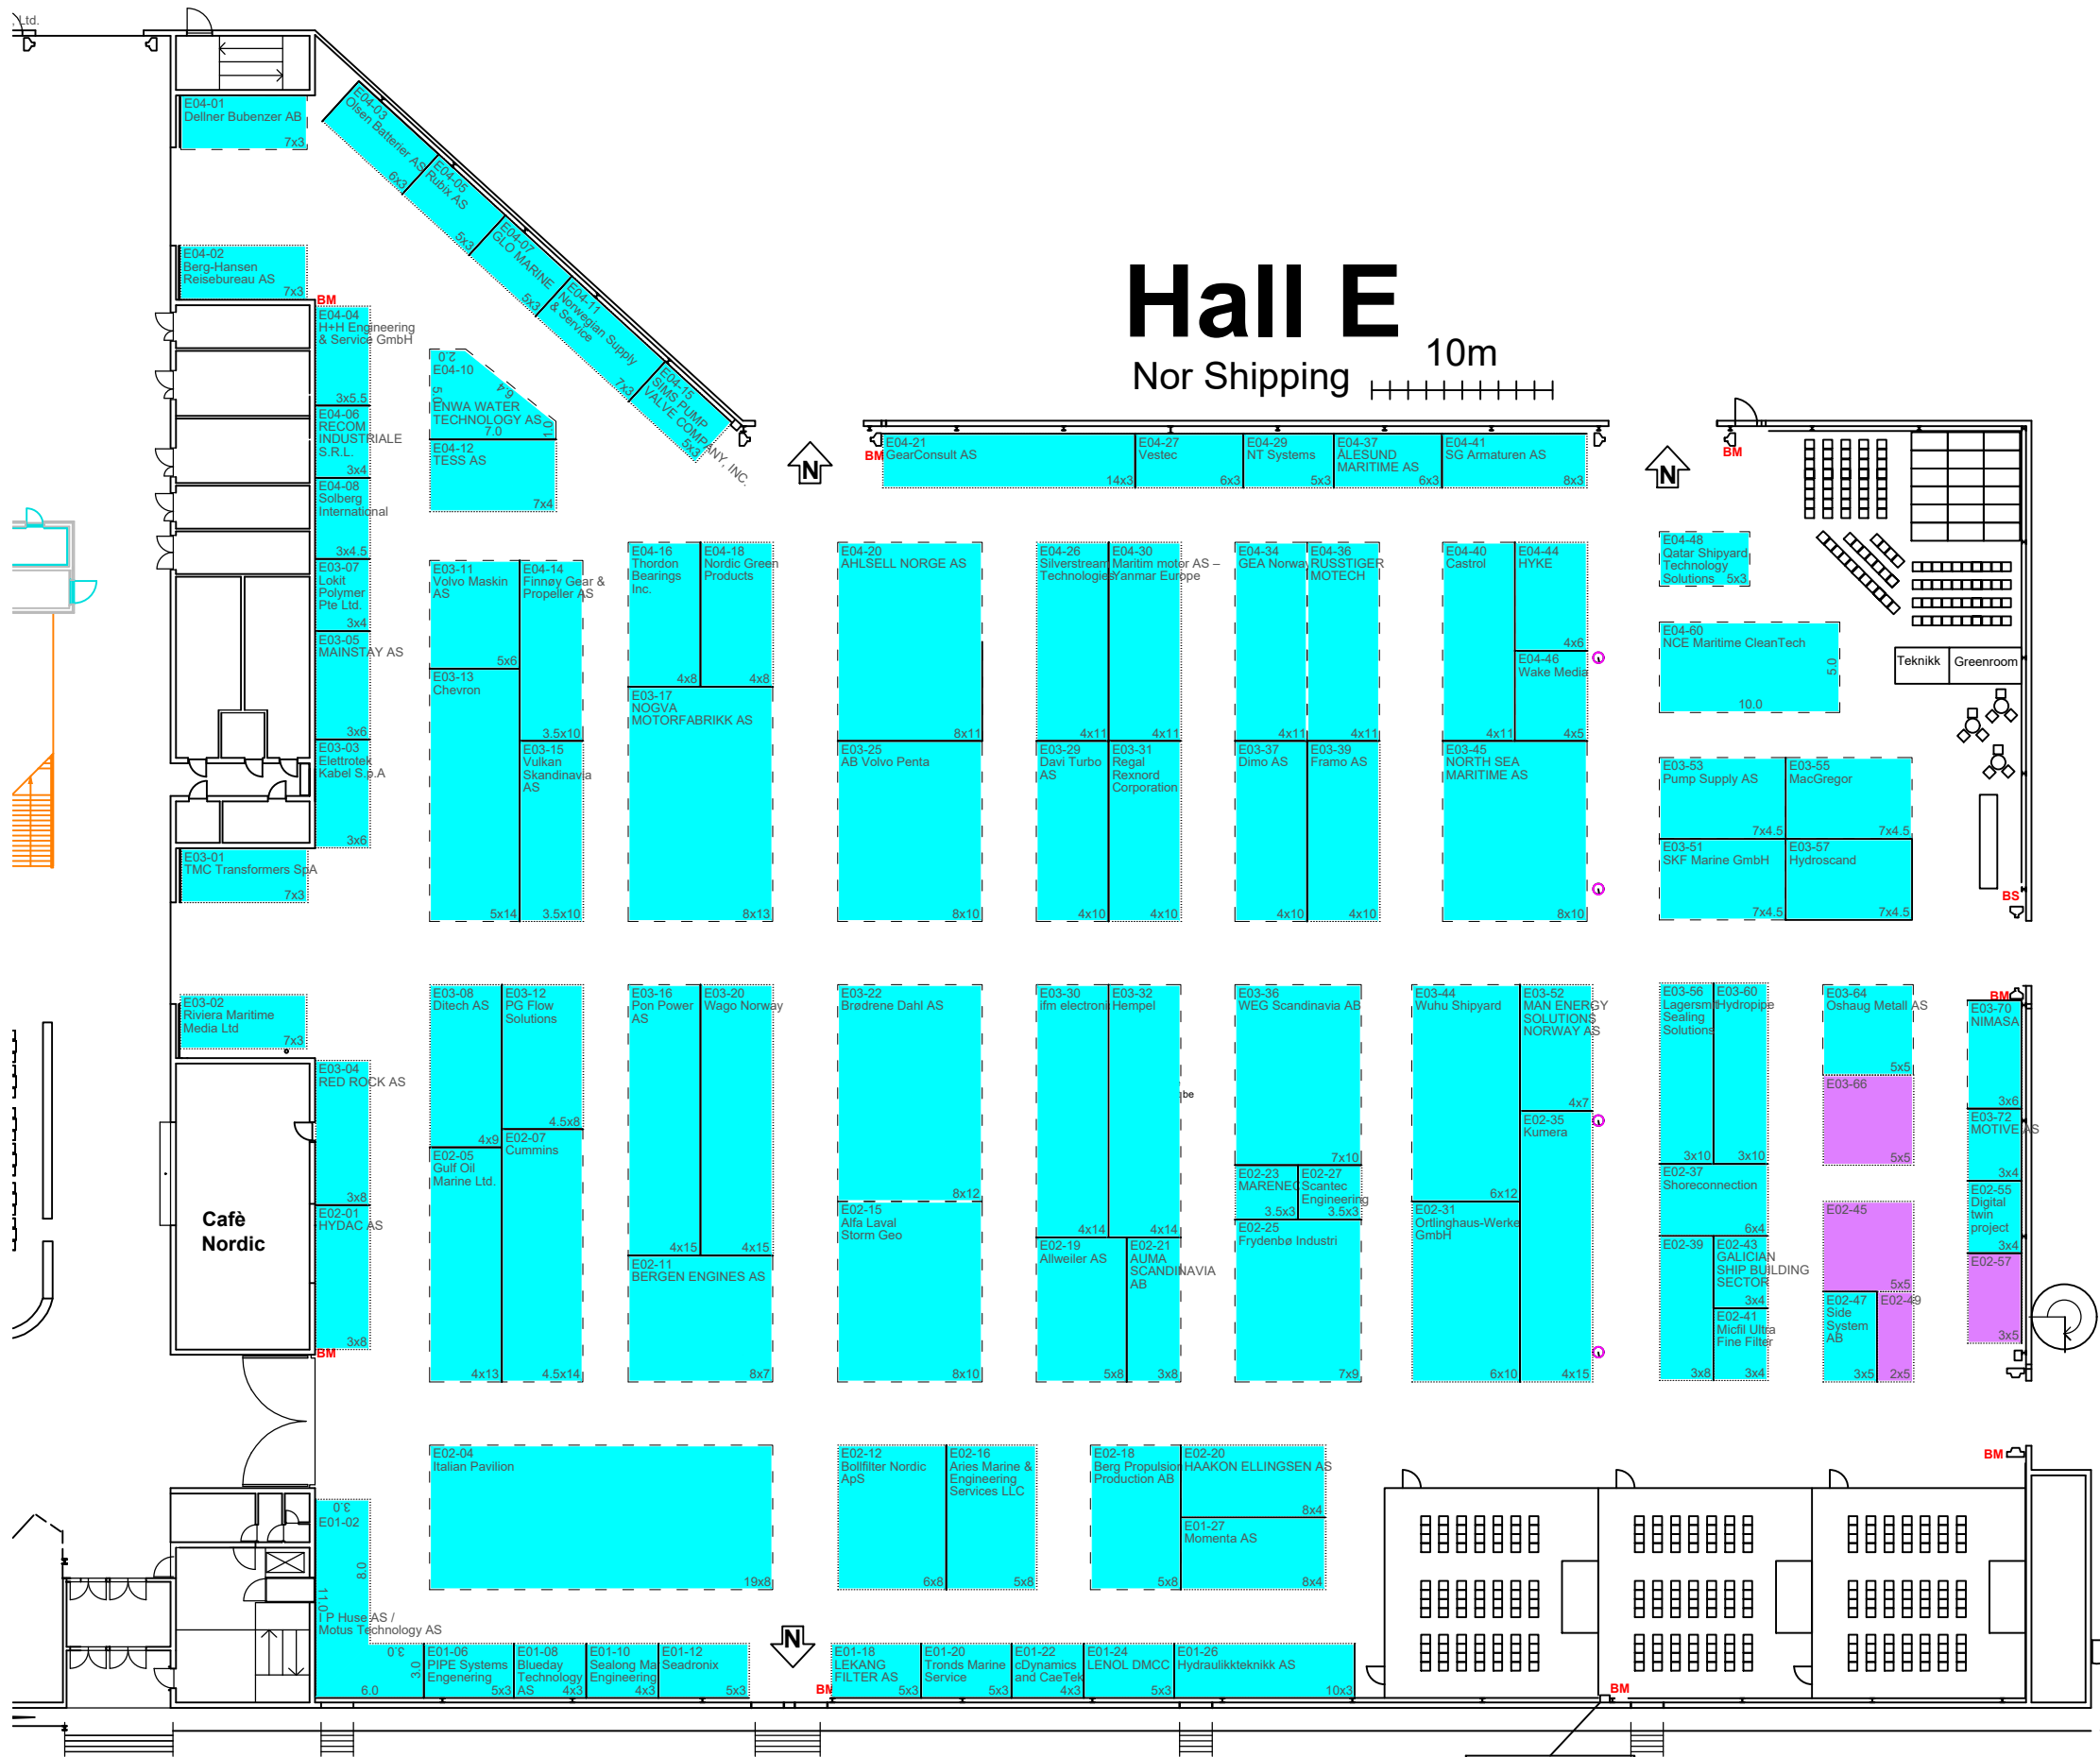 , Ltd.
E04-01
Dellner Bubenzer AB
7x3
E04-03
Olsen Batterier AS
6x3
E04-05
Rubix AS
5x3
E04-07
GLO MARINE
5x3
E04-11
Norwegian Supply
& Service
7x3
E04-15
SIMS PUMP
VALVE COMPANY, INC.
5x3
Hall E
Nor Shipping
10m
E04-02
Berg-Hansen
Reisebureau AS
7x3
BM
E04-04
H+H Engineering
& Service GmbH
3x5.5
E04-06
RECOM
INDUSTRIALE
S.R.L.
3x4
E04-08
Solberg
International
3x4.5
E03-07
Lokit
Polymer
Pte Ltd.
3x4
E03-05
MAINSTAY AS
3x6
E03-03
Elettrotek
Kabel S.p.A
3x6
E03-01
TMC Transformers SpA
7x3
2.0
E04-10
5.0
6.4
ENWA WATER
TECHNOLOGY AS
7.0
1.0
E04-12
TESS AS
7x4
N
BM
E04-21
GearConsult AS
14x3
E04-27
Vestec
6x3
E04-29
NT Systems
5x3
E04-37
ÅLESUND
MARITIME AS
6x3
E04-41
SG Armaturen AS
8x3
N
BM
E03-11
Volvo Maskin
AS
5x6
E04-14
Finnøy Gear &
Propeller AS
3.5x10
E03-13
Chevron
5x14
E03-15
Vulkan
Skandinavia
AS
3.5x10
E04-16
Thordon
Bearings
Inc.
4x8
E04-18
Nordic Green
Products
4x8
E03-17
NOGVA
MOTORFABRIKK AS
8x13
E04-20
AHLSELL NORGE AS
8x11
E03-25
AB Volvo Penta
8x10
E04-26
Silverstream
Technologies
4x11
E04-30
Maritim motor AS –
Yanmar Europe
4x11
E03-29
Davi Turbo
AS
4x10
E03-31
Regal
Rexnord
Corporation
4x10
E04-34
GEA Norway
4x11
E04-36
RUSSTIGER
MOTECH
4x11
E03-37
Dimo AS
4x10
E03-39
Framo AS
4x10
E04-40
Castrol
4x11
E04-44
HYKE
4x6
E04-46
Wake Media
4x5
E03-45
NORTH SEA
MARITIME AS
8x10
E04-48
Qatar Shipyard
Technology
Solutions
5x3
E04-60
NCE Maritime CleanTech
5.0
10.0
Teknikk
Greenroom
E03-53
Pump Supply AS
7x4.5
E03-55
MacGregor
7x4.5
E03-51
SKF Marine GmbH
7x4.5
E03-57
Hydroscand
7x4.5
BS
E03-02
Riviera Maritime
Media Ltd
7x3
E03-04
RED ROCK AS
3x8
E02-01
HYDAC AS
3x8
BM
Cafè
Nordic
E03-08
Ditech AS
4x9
E03-12
PG Flow
Solutions
4.5x8
E02-05
Gulf Oil
Marine Ltd.
4x13
E02-07
Cummins
4.5x14
E03-16
Pon Power
AS
4x15
E03-20
Wago Norway
4x15
E02-11
BERGEN ENGINES AS
8x7
E03-22
Brødrene Dahl AS
8x12
E02-15
Alfa Laval
Storm Geo
8x10
E03-30
ifm electronic
4x14
E03-32
Hempel
4x14
be
E02-19
Allweiler AS
5x8
E02-21
AUMA
SCANDINAVIA
AB
3x8
E03-36
WEG Scandinavia AB
7x10
E02-23
MARENEC
3.5x3
E02-27
Scantec
Engineering
3.5x3
E02-25
Frydenbø Industri
7x9
E03-44
Wuhu Shipyard
6x12
E03-52
MAN ENERGY
SOLUTIONS
NORWAY AS
4x7
E02-35
Kumera
4x15
E02-31
Ortlinghaus-Werke
GmbH
6x10
E03-56
Lagersmit
Sealing
Solutions
3x10
E03-60
Hydropipe
3x10
E02-37
Shoreconnection
6x4
E02-39
3x8
E02-43
GALICIAN
SHIP BUILDING
SECTOR
3x4
E02-41
Micfil Ultra
Fine Filter
3x4
E03-64
Oshaug Metall AS
5x5
E03-66
5x5
E02-45
5x5
E02-47
Side
System
AB
3x5
E02-49
2x5
BM
E03-70
NIMASA
3x6
E03-72
MOTIVE AS
3x4
E02-55
Digital
twin
project
3x4
E02-57
3x5
E02-04
Italian Pavilion
19x8
E02-12
Bollfilter Nordic
ApS
6x8
E02-16
Aries Marine &
Engineering
Services LLC
5x8
E02-18
Berg Propulsion
Production AB
5x8
E02-20
HAAKON ELLINGSEN AS
8x4
E01-27
Momenta AS
8x4
BM
3.0
E01-02
8.0
11.0
I P Huse AS /
Motus Technology AS
3.0
3.0
6.0
E01-06
PIPE Systems
Engenering
5x3
E01-08
Blueday
Technology
AS
4x3
E01-10
Sealong Ma
Engineering
4x3
E01-12
Seadronix
5x3
N
BM
E01-18
LEKANG
FILTER AS
5x3
E01-20
Tronds Marine
Service
5x3
E01-22
cDynamics
and CaeTek
4x3
E01-24
LENOL DMCC
5x3
E01-26
Hydraulikkteknikk AS
10x3
BM